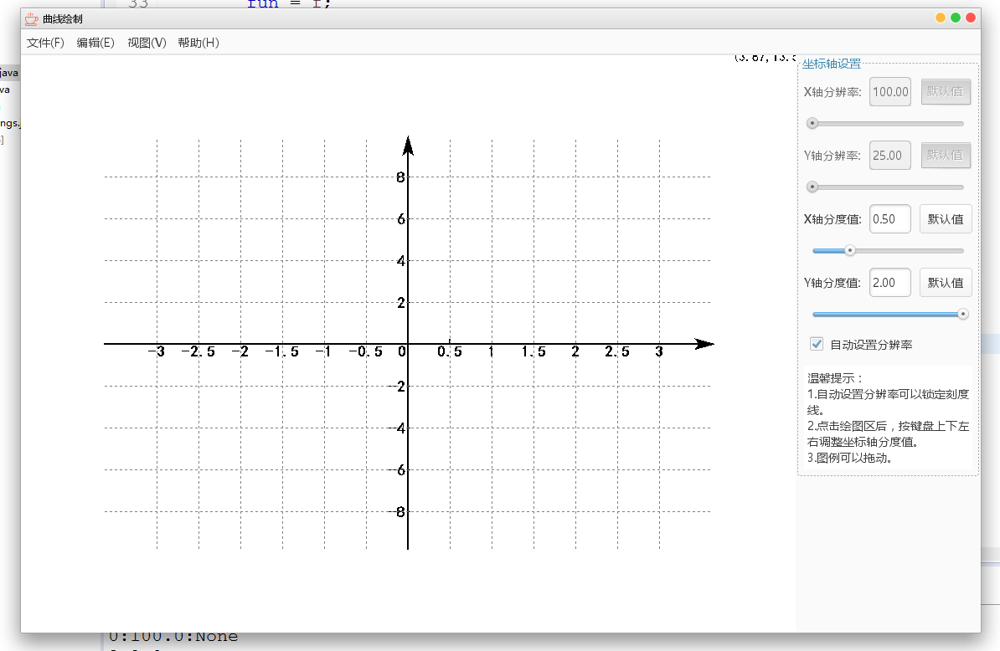 33 fun = f;
曲线绘制
文件(F) 编辑(E) 视图(V) 帮助(H)
java
va
ngs.j
]
坐标轴设置
X轴分辨率: 100.00 默认值
Y轴分辨率: 25.00 默认值
X轴分度值: 0.50 默认值
Y轴分度值: 2.00 默认值
自动设置分辨率
温馨提示：
1.自动设置分辨率可以锁定刻度
线。
2.点击绘图区后，按键盘上下左
右调整坐标轴分度值。
3.图例可以拖动。
8
6
4
2
-3 -2.5 -2 -1.5 -1 -0.5 0 0.5 1 1.5 2 2.5 3
-2
-4
-6
-8
0:100.0:None